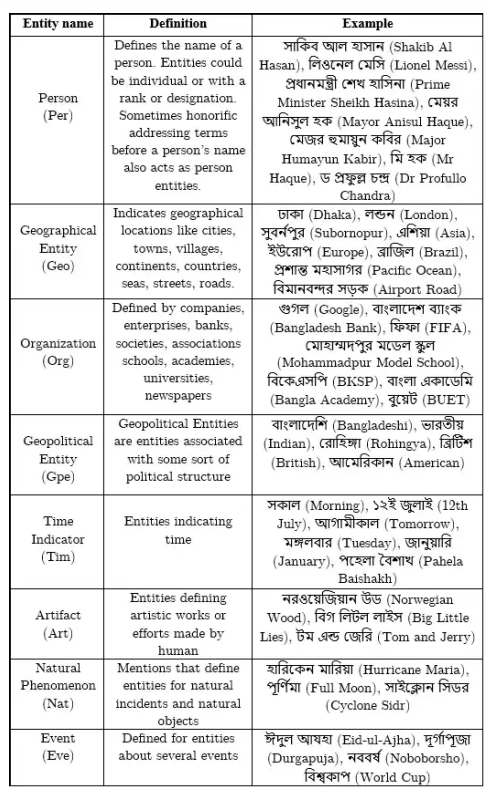 Entity name Definition Example
Person
(Per)
Defines the name of a
person. Entities could
be individual or with a
rank or designation.
Sometimes honorific
addressing terms
before a person's name
also acts as person
entities.
সাকিব আল হাসান (Shakib Al
Hasan), লিওনেল মেসি (Lionel Messi),
প্রধানমন্ত্রী শেখ হাসিনা (Prime
Minister Sheikh Hasina), মেয়র
আনিসুল হক (Mayor Anisul Haque),
মেজর হুমায়ুন কবির (Major
Humayun Kabir), মি হক (Mr
Haque), ড প্রফুল্ল চন্দ্র (Dr Profullo
Chandra)
Geographical
Entity
(Geo)
Indicates geographical
locations like cities,
towns, villages,
continents, countries,
seas, streets, roads.
ঢাকা (Dhaka), লন্ডন (London),
সুবর্নপুর (Subornopur), এশিয়া (Asia),
ইউরোপ (Europe), ব্রাজিল (Brazil),
প্রশান্ত মহাসাগর (Pacific Ocean),
বিমানবন্দর সড়ক (Airport Road)
Organization
(Org)
Defined by companies,
enterprises, banks,
societies, associations
schools, academies,
universities,
newspapers
গুগল (Google), বাংলাদেশ ব্যাংক
(Bangladesh Bank), ফিফা (FIFA),
মোহাম্মদপুর মডেল স্কুল
(Mohammadpur Model School),
বিকেএসপি (BKSP), বাংলা একাডেমি
(Bangla Academy), বুয়েট (BUET)
Geopolitical
Entity
(Gpe)
Geopolitical Entities
are entities associated
with some sort of
political structure
বাংলাদেশি (Bangladeshi), ভারতীয়
(Indian), রোহিঙ্গা (Rohingya), ব্রিটিশ
(British), আমেরিকান (American)
Time
Indicator
(Tim)
Entities indicating
time
সকাল (Morning), ১২ই জুলাই (12th
July), আগামীকাল (Tomorrow),
মঙ্গলবার (Tuesday), জানুয়ারি
(January), পহেলা বৈশাখ (Pahela
Baishakh)
Artifact
(Art)
Entities defining
artistic works or
efforts made by
human
নরওয়েজিয়ান উড (Norwegian
Wood), বিগ লিটল লাইস (Big Little
Lies), টম এন্ড জেরি (Tom and Jerry)
Natural
Phenomenon
(Nat)
Mentions that define
entities for natural
incidents and natural
objects
হারিকেন মারিয়া (Hurricane Maria),
পূর্ণিমা (Full Moon), সাইক্লোন সিডর
(Cyclone Sidr)
Event
(Eve)
Defined for entities
about several events
ঈদুল আযহা (Eid-ul-Ajha), দূর্গাপূজা
(Durgapuja), নববর্ষ (Noboborsho),
বিশ্বকাপ (World Cup)